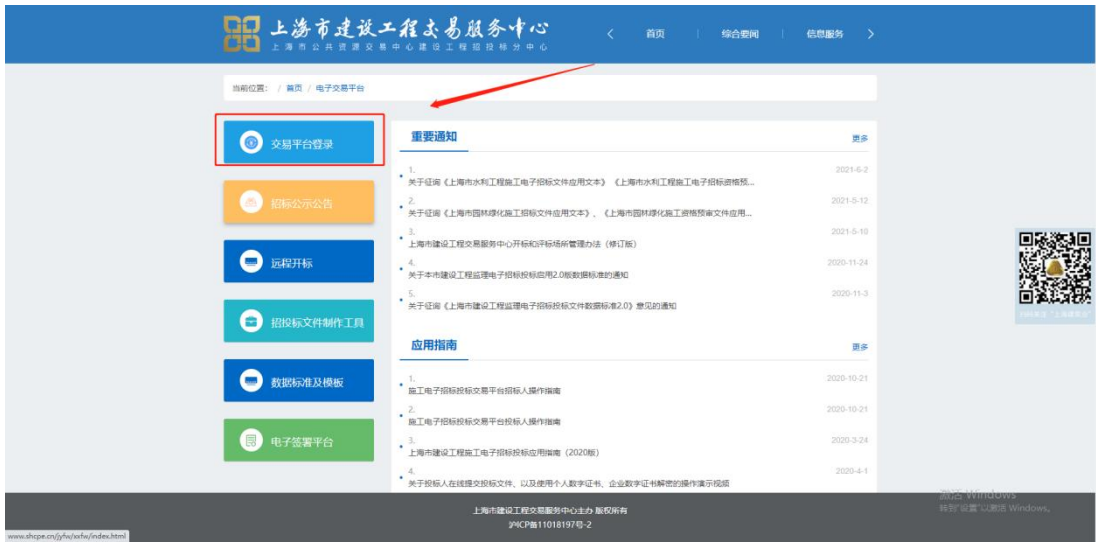 上海市建设工程交易服务中心
上海市公共资源交易中心建设工程招投标分中心
首页
综合要闻
信息服务
当前位置： / 首页 / 电子交易平台
交易平台登录
招标公示公告
远程开标
招投标文件制作工具
数据标准及模板
电子签署平台
重要通知
更多
1.
2021-6-2
关于征询《上海市水利工程施工电子招标文件应用文本》 《上海市水利工程施工电子招标资格预...
2.
2021-5-12
关于征询《上海市园林绿化施工招标文件应用文本》、《上海市园林绿化施工资格预审文件应用...
3.
2021-5-10
上海市建设工程交易服务中心开标和评标场所管理办法（修订版）
4.
2020-11-24
关于本市建设工程监理电子招标投标启用2.0版数据标准的通知
5.
2020-11-3
关于征询《上海市建设工程监理电子招标投标文件数据标准2.0》意见的通知
应用指南
更多
1.
2020-10-21
施工电子招标投标交易平台招标人操作指南
2.
2020-10-21
施工电子招标投标交易平台投标人操作指南
3.
2020-3-24
上海市建设工程施工电子招标投标应用指南（2020版）
4.
2020-4-1
关于投标人在线提交投标文件、以及使用个人数字证书、企业数字证书解密的操作演示视频
激活 Windows
转到"设置"以激活 Windows。
上海市建设工程交易服务中心主办 版权所有
沪ICP备11018197号-2
www.shcpe.cn/jyfw/xxfw/index.html